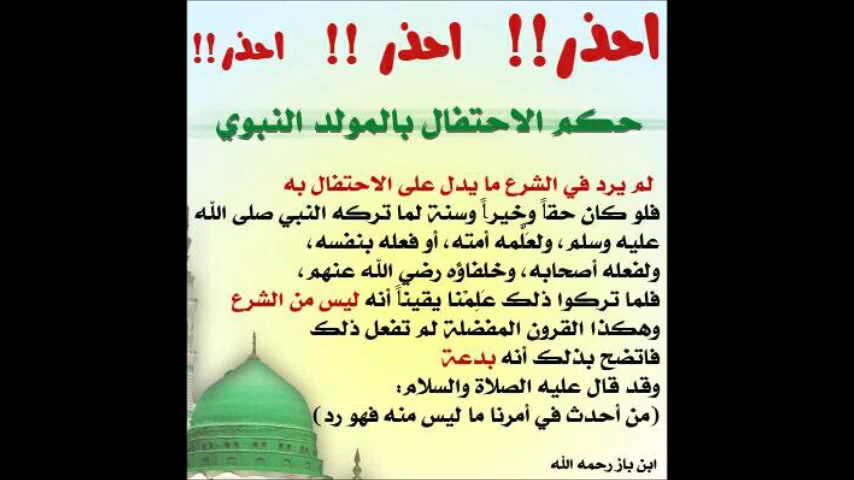 احذر!! احذر !! احذر!!
حكم الاحتفال بالمولد النبوي
لم يرد في الشرع ما يدل على الاحتفال به
فلو كان حقاً وخيراً وسنة لما تركه النبي صلى الله
عليه وسلم، ولعلَّمه أمته، أو فعله بنفسه،
ولفعله أصحابه، وخلفاؤه رضي الله عنهم،
فلما تركوا ذلك علِمْنا يقيناً أنه ليس من الشرع
وهكذا القرون المفضلة لم تفعل ذلك
فاتضح بذلك أنه بدعة
وقد قال عليه الصلاة والسلام:
(من أحدث في أمرنا ما ليس منه فهو رد)
ابن باز رحمه الله